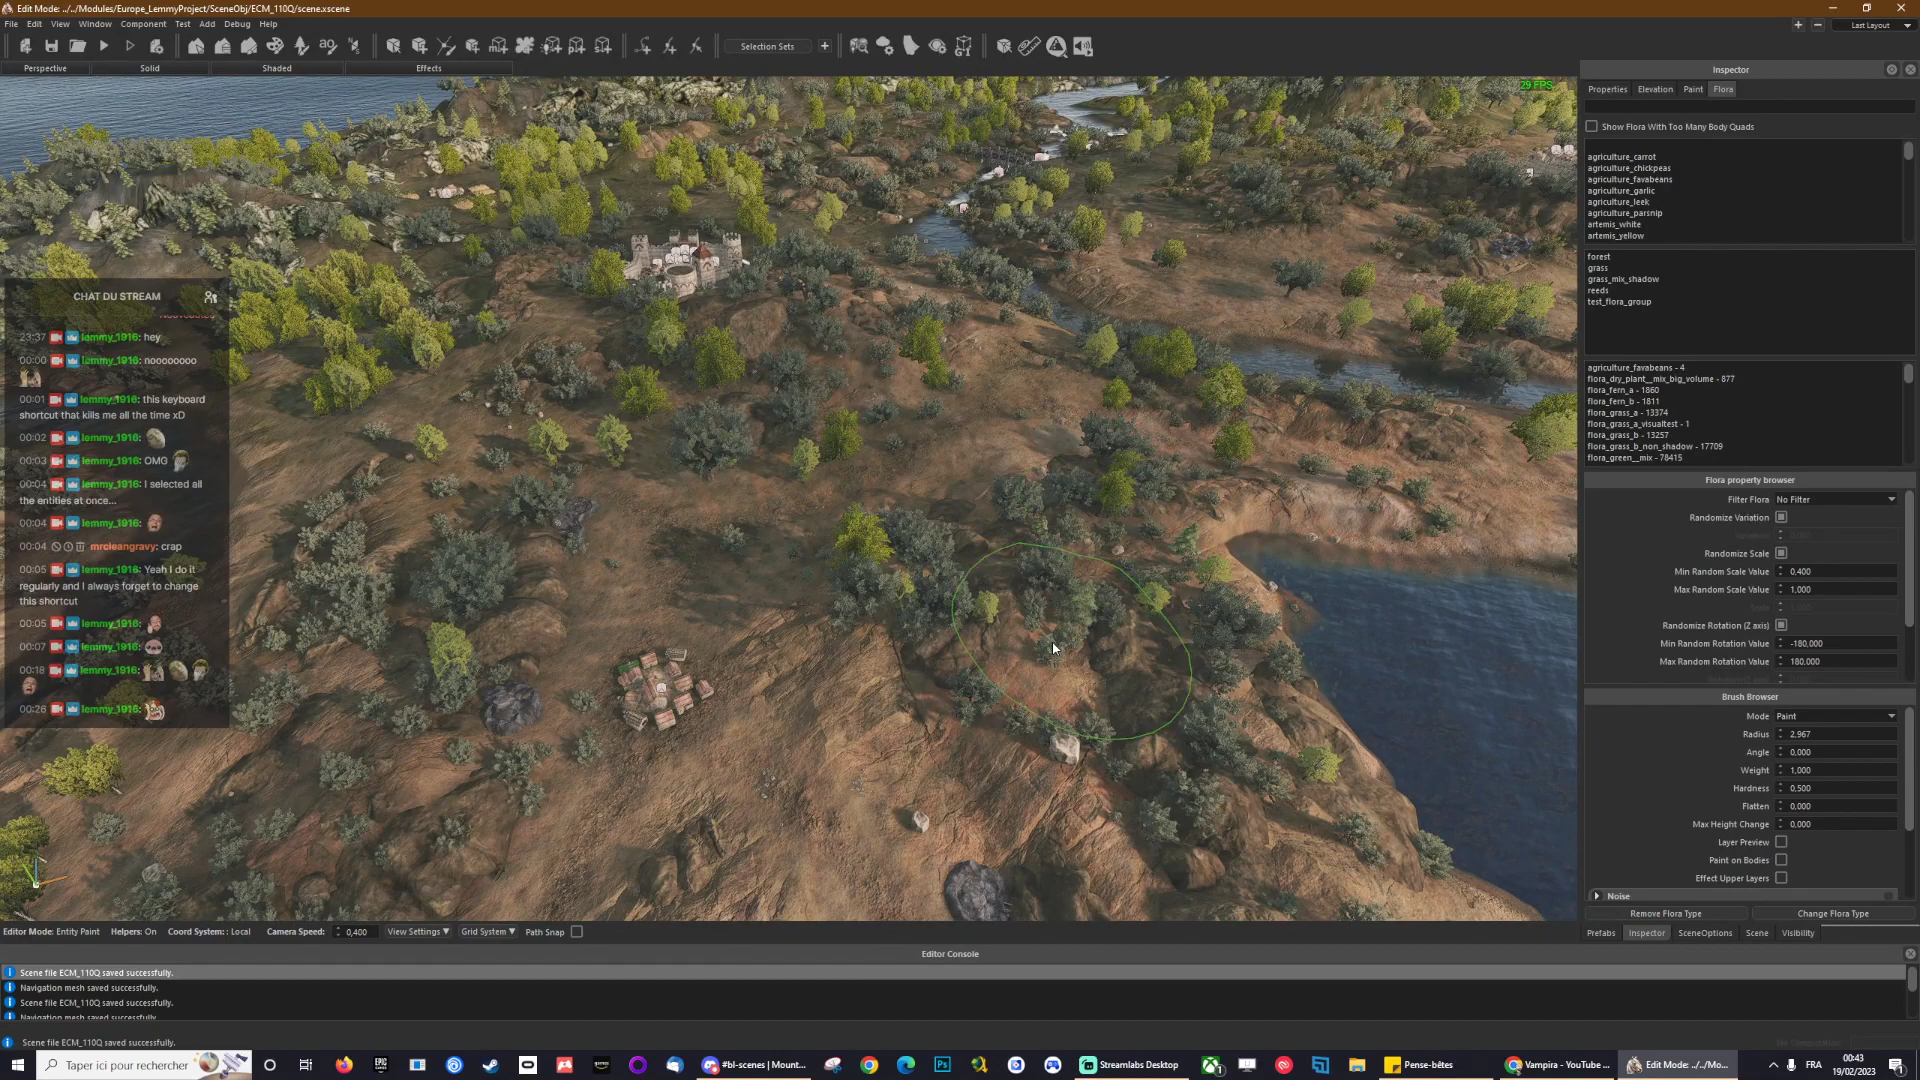 Edit Mode: ../../Modules/Europe_LemmyProject/SceneObj/ECM_110Q/scene.xscene
File Edit View Window Component Test Add Debug Help
Last Layout
Selection Sets
Perspective Solid Shaded Effects
29 FPS
Inspector
Properties Elevation Paint Flora
Show Flora With Too Many Body Quads
agriculture_carrot
agriculture_chickpeas
agriculture_favabeans
agriculture_garlic
agriculture_leek
agriculture_parsnip
artemis_white
artemis_yellow
forest
grass
grass_mix_shadow
reeds
test_flora_group
agriculture_favabeans - 4
flora_dry_plant__mix_big_volume - 877
flora_fern_a - 1860
flora_fern_b - 1811
flora_grass_a - 13374
flora_grass_a_visualtest - 1
flora_grass_b - 13257
flora_grass_b_non_shadow - 17709
flora_green__mix - 78415
Flora property browser
Filter Flora No Filter
Randomize Variation
Randomize Scale
Min Random Scale Value 0,400
Max Random Scale Value 1,000
Randomize Rotation (Z axis)
Min Random Rotation Value -180,000
Max Random Rotation Value 180,000
Brush Browser
Mode Paint
Radius 2,967
Angle 0,000
Weight 1,000
Hardness 0,500
Flatten 0,000
Max Height Change 0,000
Layer Preview
Paint on Bodies
Effect Upper Layers
Noise
Remove Flora Type Change Flora Type
Prefabs Inspector SceneOptions Scene Visibility
CHAT DU STREAM
23:37 lemmy_1916: hey
00:00 lemmy_1916: noooooooo
00:01 lemmy_1916: this keyboard
shortcut that kills me all the time xD
00:02 lemmy_1916:
00:03 lemmy_1916: OMG
00:04 lemmy_1916: I selected all
the entities at once...
00:04 lemmy_1916:
00:04 mrcleangravy: crap
00:05 lemmy_1916: Yeah I do it
regularly and I always forget to change
this shortcut
00:05 lemmy_1916:
00:07 lemmy_1916:
00:18 lemmy_1916:
00:26 lemmy_1916:
Editor Mode: Entity Paint Helpers: On Coord System: : Local Camera Speed: 0,400 View Settings Grid System Path Snap
Editor Console
Scene file ECM_110Q saved successfully.
Navigation mesh saved successfully.
Scene file ECM_110Q saved successfully.
Navigation mesh saved successfully.
Scene file ECM_110Q saved successfully.
Taper ici pour rechercher
#bl-scenes | Mount...
Streamlabs Desktop
Pense-bêtes
Vampira - YouTube ...
Edit Mode: ../../Mo...
FRA
00:43
19/02/2023